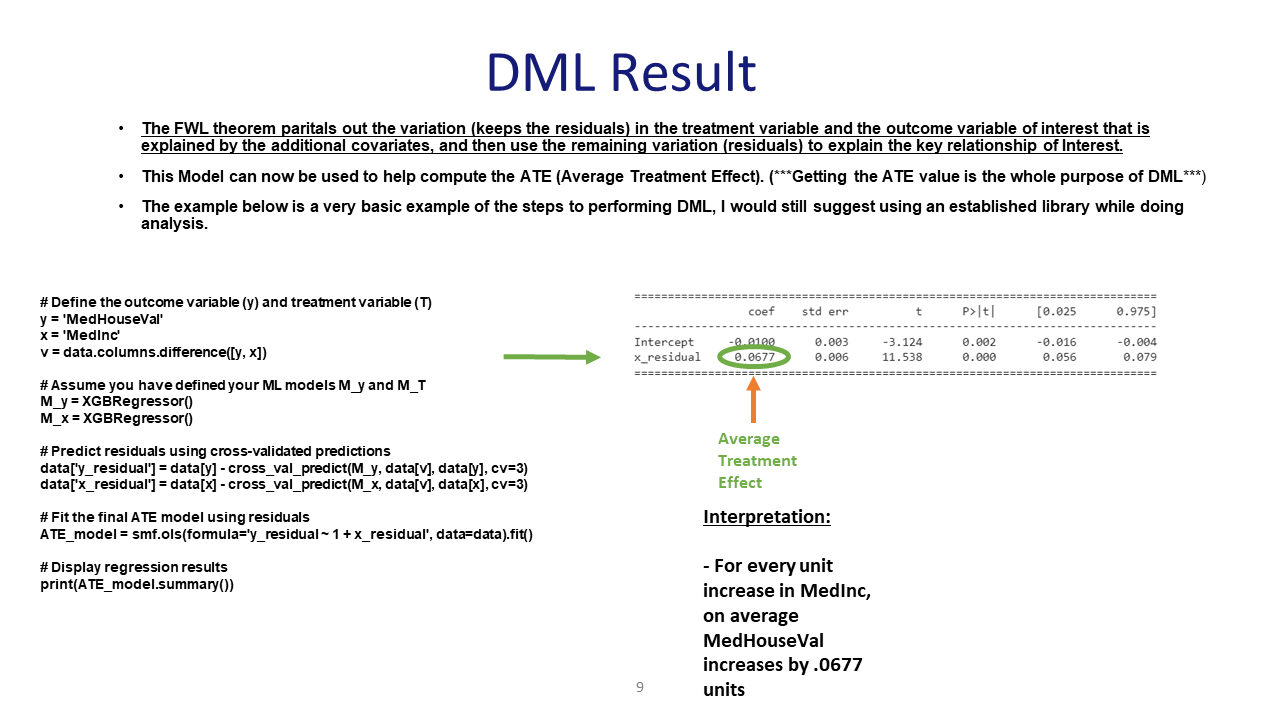 DML Result
• The FWL theorem paritals out the variation (keeps the residuals) in the treatment variable and the outcome variable of interest that is
explained by the additional covariates, and then use the remaining variation (residuals) to explain the key relationship of Interest.
• This Model can now be used to help compute the ATE (Average Treatment Effect). (***Getting the ATE value is the whole purpose of DML***)
• The example below is a very basic example of the steps to performing DML, I would still suggest using an established library while doing
analysis.
# Define the outcome variable (y) and treatment variable (T)
y = 'MedHouseVal'
x = 'MedInc'
v = data.columns.difference([y, x])
# Assume you have defined your ML models M_y and M_T
M_y = XGBRegressor()
M_x = XGBRegressor()
# Predict residuals using cross-validated predictions
data['y_residual'] = data[y] - cross_val_predict(M_y, data[v], data[y], cv=3)
data['x_residual'] = data[x] - cross_val_predict(M_x, data[v], data[x], cv=3)
# Fit the final ATE model using residuals
ATE_model = smf.ols(formula='y_residual ~ 1 + x_residual', data=data).fit()
# Display regression results
print(ATE_model.summary())
==============================================================================
coef std err t P>|t| [0.025 0.975]
------------------------------------------------------------------------------
Intercept -0.0100 0.003 -3.124 0.002 -0.016 -0.004
x_residual 0.0677 0.006 11.538 0.000 0.056 0.079
==============================================================================
Average
Treatment
Effect
Interpretation:
- For every unit
increase in MedInc,
on average
MedHouseVal
increases by .0677
units
9